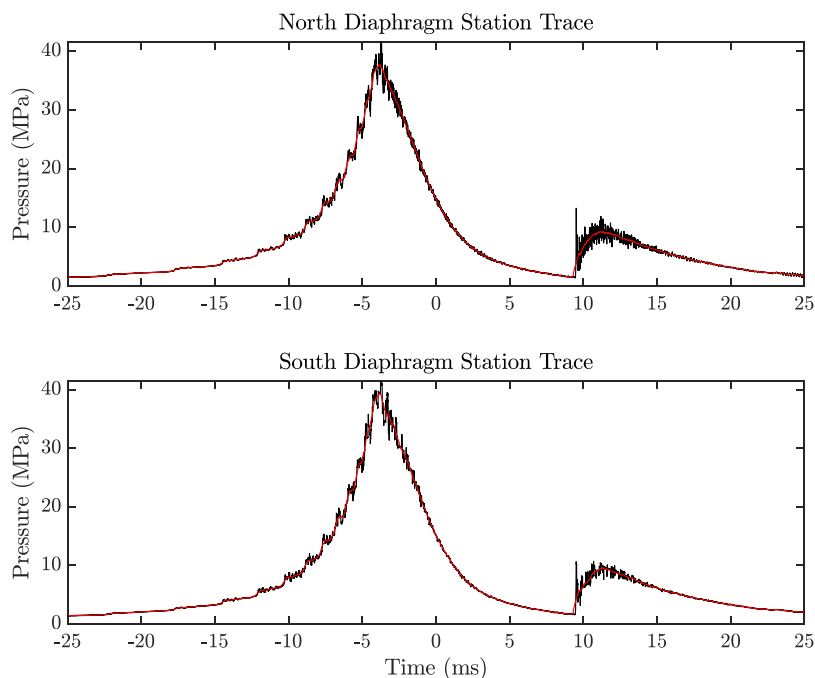 North Diaphragm Station Trace
Pressure (MPa)
40
30
20
10
0
-25 -20 -15 -10 -5 0 5 10 15 20 25
South Diaphragm Station Trace
Pressure (MPa)
40
30
20
10
0
-25 -20 -15 -10 -5 0 5 10 15 20 25
Time (ms)